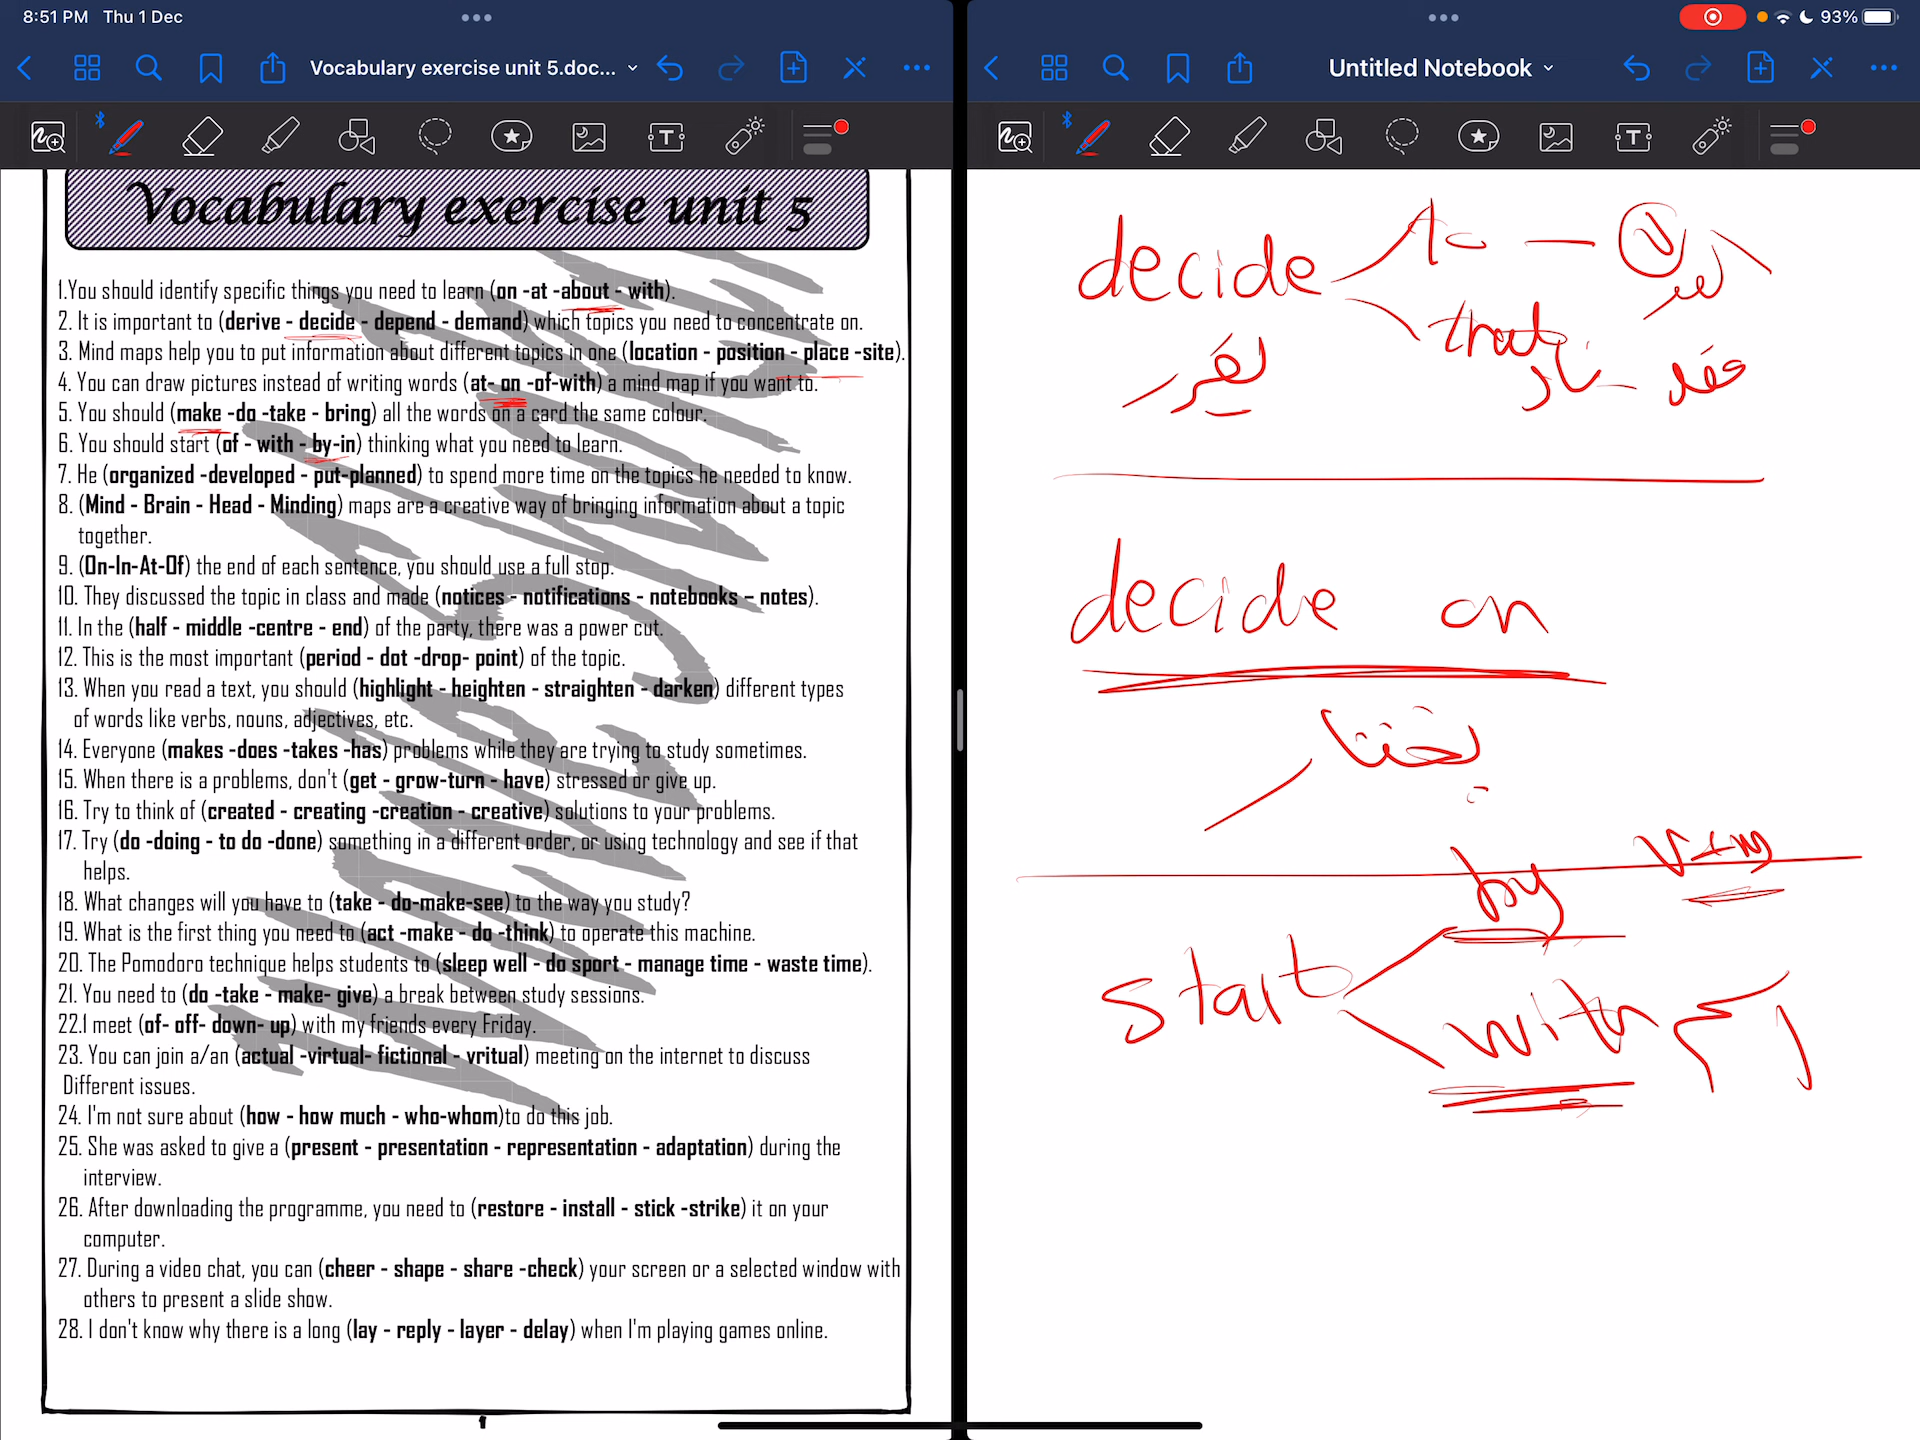 8:51 PM Thu 1 Dec
93%
Vocabulary exercise unit 5.doc...
Untitled Notebook
Vocabulary exercise unit 5
1.You should identify specific things you need to learn (on -at -about - with).
2. It is important to (derive - decide - depend - demand) which topics you need to concentrate on.
3. Mind maps help you to put information about different topics in one (location - position - place -site).
4. You can draw pictures instead of writing words (at- on -of-with) a mind map if you want to.
5. You should (make -do -take - bring) all the words on a card the same colour.
6. You should start (of - with - by-in) thinking what you need to learn.
7. He (organized -developed - put-planned) to spend more time on the topics he needed to know.
8. (Mind - Brain - Head - Minding) maps are a creative way of bringing information about a topic
together.
9. (On-In-At-Of) the end of each sentence, you should use a full stop.
10. They discussed the topic in class and made (notices - notifications - notebooks – notes).
11. In the (half - middle -centre - end) of the party, there was a power cut.
12. This is the most important (period - dot -drop- point) of the topic.
13. When you read a text, you should (highlight - heighten - straighten - darken) different types
of words like verbs, nouns, adjectives, etc.
14. Everyone (makes -does -takes -has) problems while they are trying to study sometimes.
15. When there is a problems, don't (get - grow-turn - have) stressed or give up.
16. Try to think of (created - creating -creation - creative) solutions to your problems.
17. Try (do -doing - to do -done) something in a different order, or using technology and see if that
helps.
18. What changes will you have to (take - do-make-see) to the way you study?
19. What is the first thing you need to (act -make - do -think) to operate this machine.
20. The Pomodoro technique helps students to (sleep well - do sport - manage time - waste time).
21. You need to (do -take - make- give) a break between study sessions.
22.I meet (of- off- down- up) with my friends every Friday.
23. You can join a/an (actual -virtual- fictional - vritual) meeting on the internet to discuss
Different issues.
24. I'm not sure about (how - how much - who-whom)to do this job.
25. She was asked to give a (present - presentation - representation - adaptation) during the
interview.
26. After downloading the programme, you need to (restore - install - stick -strike) it on your
computer.
27. During a video chat, you can (cheer - shape - share -check) your screen or a selected window with
others to present a slide show.
28. I don't know why there is a long (lay - reply - layer - delay) when I'm playing games online.
1
decide
that
يقرر
decide on
by
start
with